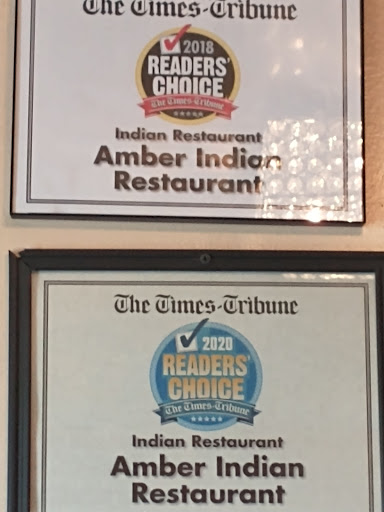 The Times-Tribune
2018
READERS'
CHOICE
The Times-Tribune
Indian Restaurant
Amber Indian
Restaurant
The Times-Tribune
2020
READERS'
CHOICE
The Times-Tribune
Indian Restaurant
Amber Indian
Restaurant